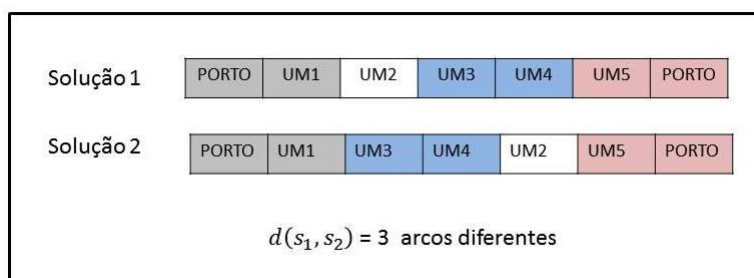 Solução 1
PORTO UM1 UM2 UM3 UM4 UM5 PORTO
Solução 2
PORTO UM1 UM3 UM4 UM2 UM5 PORTO
d(s₁, s₂) = 3 arcos diferentes